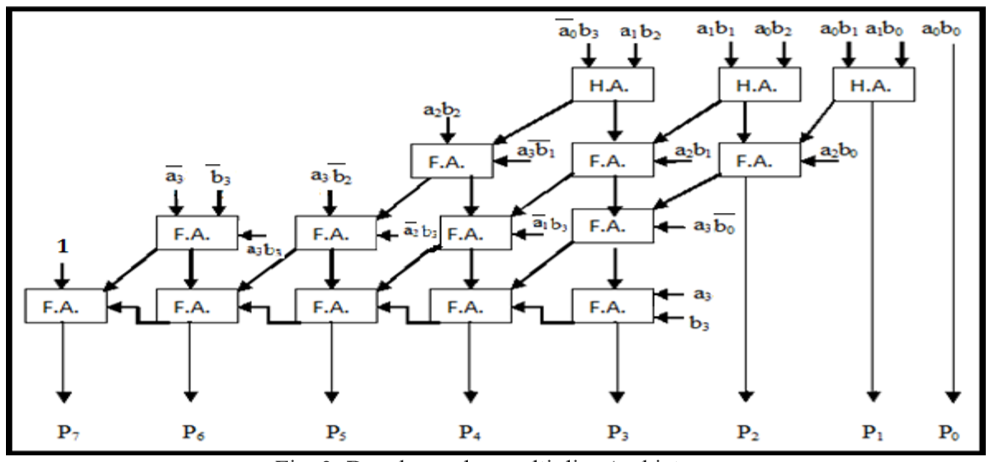 a̅₀b₃ a₁b₂ a₁b₁ a₀b₂ a₀b₁ a₁b₀ a₀b₀
H.A. H.A. H.A.
a₂b₂
F.A. a₃b̅₁ F.A. a₂b₁ F.A. a₂b₀
a̅₃ b̅₃ a₃b̅₂
F.A. a₃b₃ F.A. a̅₂b₃ F.A. a̅₁b₃ F.A. a₃b̅₀
1
F.A. F.A. F.A. F.A. F.A. a₃
b₃
P₇ P₆ P₅ P₄ P₃ P₂ P₁ P₀